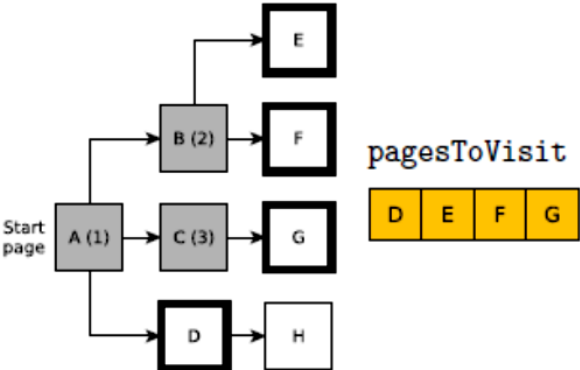 E
B (2)
F
pagesToVisit
D E F G
Start
page
A (1)
C (3)
G
D
H